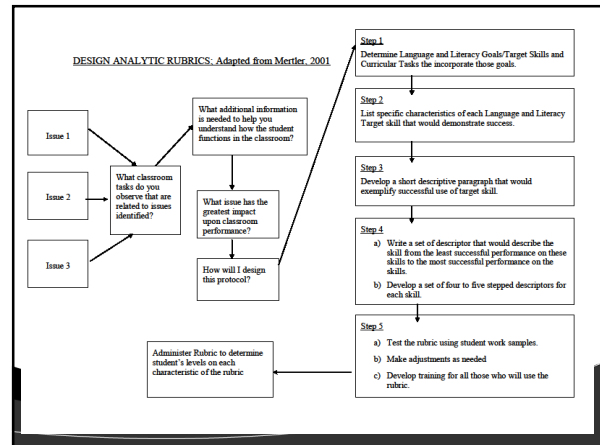 DESIGN ANALYTIC RUBRICS; Adapted from Mertler, 2001
Issue 1
Issue 2
Issue 3
What classroom
tasks do you
observe that are
related to issues
identified?
What additional information
is needed to help you
understand how the student
functions in the classroom?
What issue has the
greatest impact
upon classroom
performance?
How will I design
this protocol?
Step 1
Determine Language and Literacy Goals/Target Skills and
Curricular Tasks the incorporate those goals.
Step 2
List specific characteristics of each Language and Literacy
Target skill that would demonstrate success.
Step 3
Develop a short descriptive paragraph that would
exemplify successful use of target skill.
Step 4
a) Write a set of descriptor that would describe the
skill from the least successful performance on these
skills to the most successful performance on the
skills.
b) Develop a set of four to five stepped descriptors for
each skill.
Step 5
a) Test the rubric using student work samples.
b) Make adjustments as needed
c) Develop training for all those who will use the
rubric.
Administer Rubric to determine
student's levels on each
characteristic of the rubric